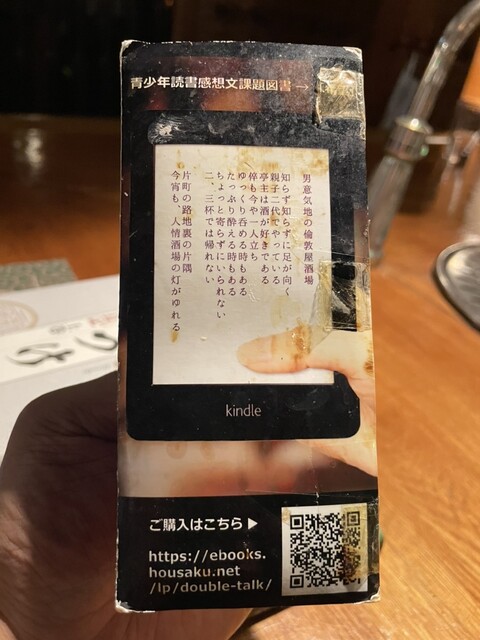 青少年読書感想文課題図書→
男意気地の倫敦屋酒場
知らず知らずに足が向く
親子二代でやっている
亭主は酒が好きである
倅も今や一人立ち
ゆっくり呑める時もある
たっぷり酔える時もある
ちょっと寄らずにいられない
二、三杯では帰れない
片町の路地裏の片隅
今宵も、人情酒場の灯がゆれる
kindle
ご購入はこちら▶
https://ebooks.
housaku.net
/lp/double-talk/
つけ